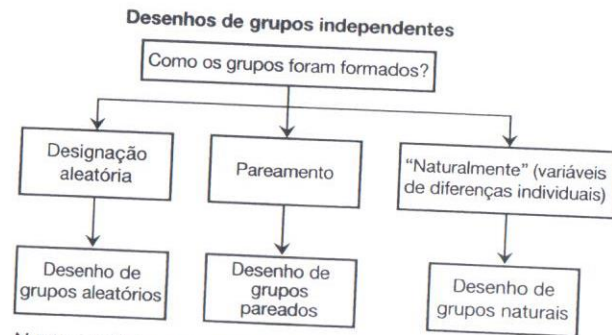 Desenhos de grupos independentes
Como os grupos foram formados?
Designação
aleatória
Pareamento
"Naturalmente" (variáveis
de diferenças individuais)
Desenho de
grupos aleatórios
Desenho de
grupos
pareados
Desenho de
grupos naturais